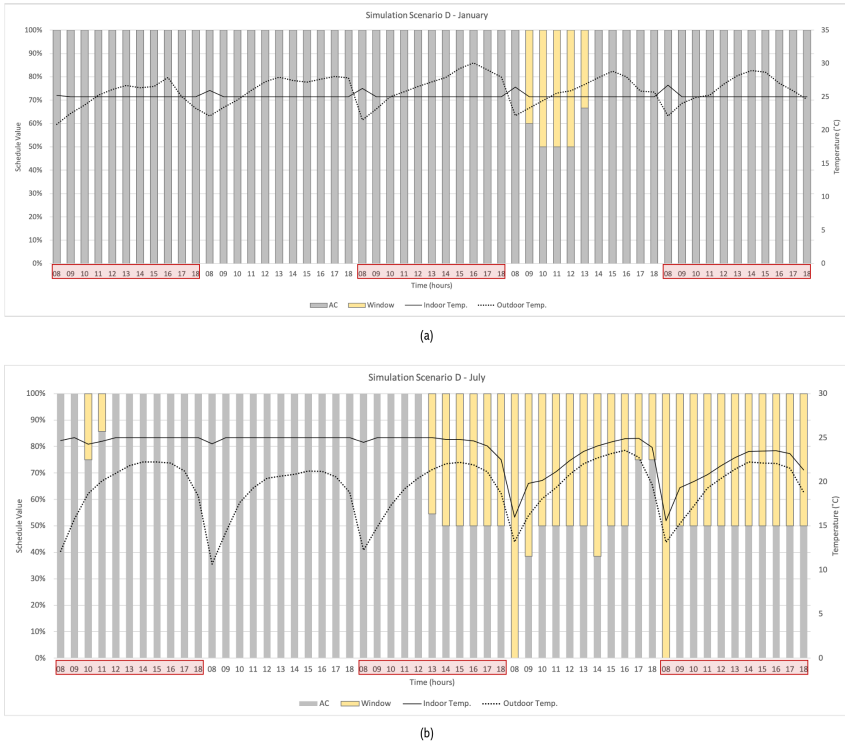 Simulation Scenario D - January
100%
90%
80%
70%
60%
50%
40%
30%
20%
10%
0%
Schedule Value
35
30
25
20
15
10
5
0
Temperature (˚C)
08 09 10 11 12 13 14 15 16 17 18 08 09 10 11 12 13 14 15 16 17 18 08 09 10 11 12 13 14 15 16 17 18 08 09 10 11 12 13 14 15 16 17 18 08 09 10 11 12 13 14 15 16 17 18
Time (hours)
AC Window Indoor Temp. Outdoor Temp.
(a)
Simulation Scenario D - July
100%
90%
80%
70%
60%
50%
40%
30%
20%
10%
0%
Schedule Value
30
25
20
15
10
5
0
Temperature (˚C)
08 09 10 11 12 13 14 15 16 17 18 08 09 10 11 12 13 14 15 16 17 18 08 09 10 11 12 13 14 15 16 17 18 08 09 10 11 12 13 14 15 16 17 18 08 09 10 11 12 13 14 15 16 17 18
Time (hours)
AC Window Indoor Temp. Outdoor Temp.
(b)